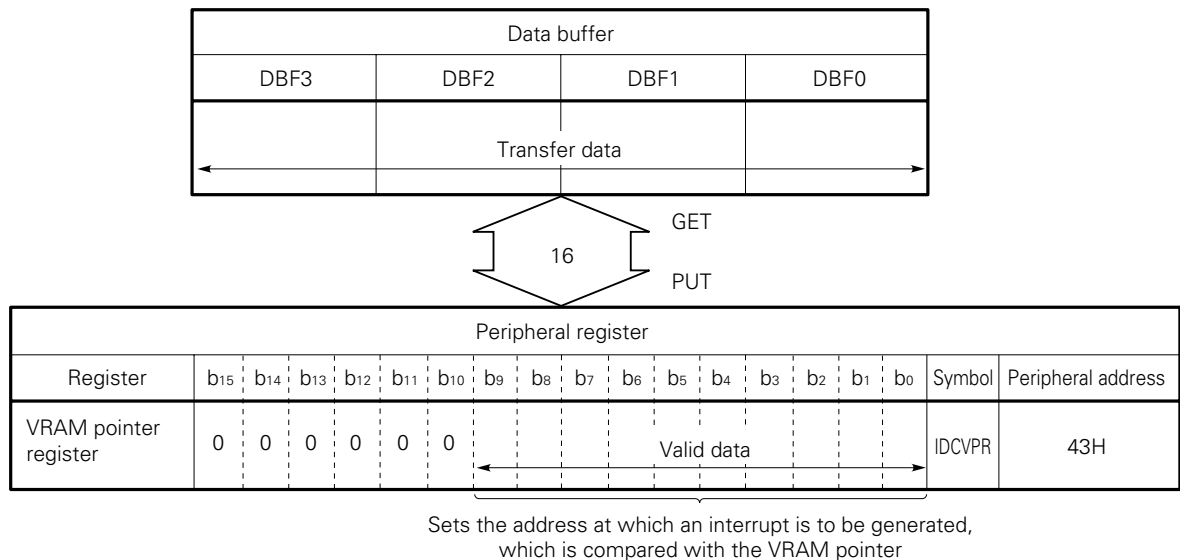 Data buffer
DBF3 DBF2 DBF1 DBF0
Transfer data
GET
16
PUT
Peripheral register
Register b15 b14 b13 b12 b11 b10 b9 b8 b7 b6 b5 b4 b3 b2 b1 b0 Symbol Peripheral address
VRAM pointer
register
0 0 0 0 0 0 Valid data IDCVPR 43H
Sets the address at which an interrupt is to be generated,
which is compared with the VRAM pointer